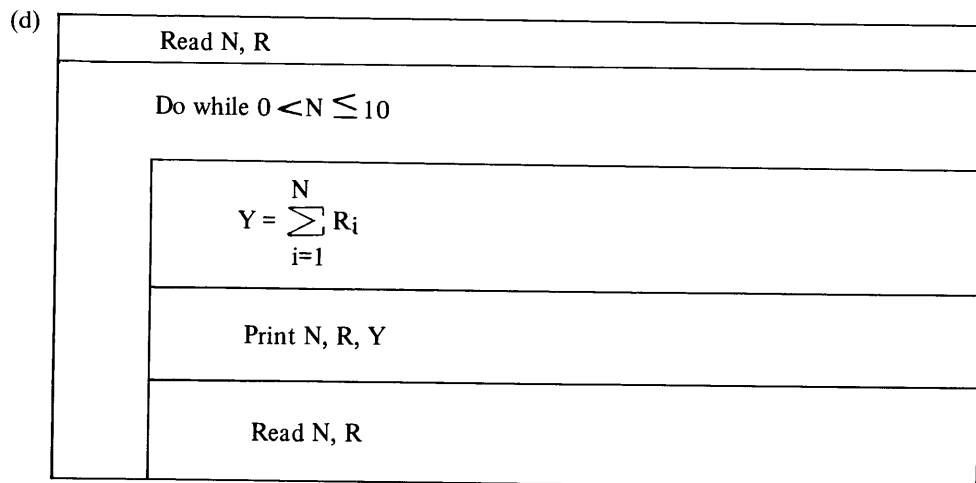 (d)
Read N, R
Do while 0 < N ≤ 10
N
Y = ∑ Ri
i=1
Print N, R, Y
Read N, R